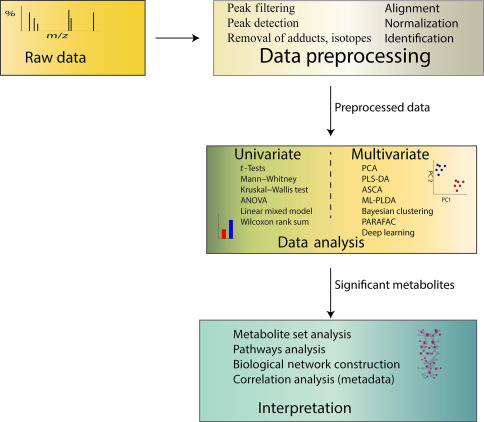 %
m/z
Raw data
Peak filtering
Peak detection
Removal of adducts, isotopes
Alignment
Normalization
Identification
Data preprocessing
Preprocessed data
Univariate
t-Tests
Mann–Whitney
Kruskal–Wallis test
ANOVA
Linear mixed model
Wilcoxon rank sum
Multivariate
PCA
PLS-DA
ASCA
ML-PLDA
Bayesian clustering
PARAFAC
Deep learning
PC2
PC1
Data analysis
Significant metabolites
Metabolite set analysis
Pathways analysis
Biological network construction
Correlation analysis (metadata)
Interpretation